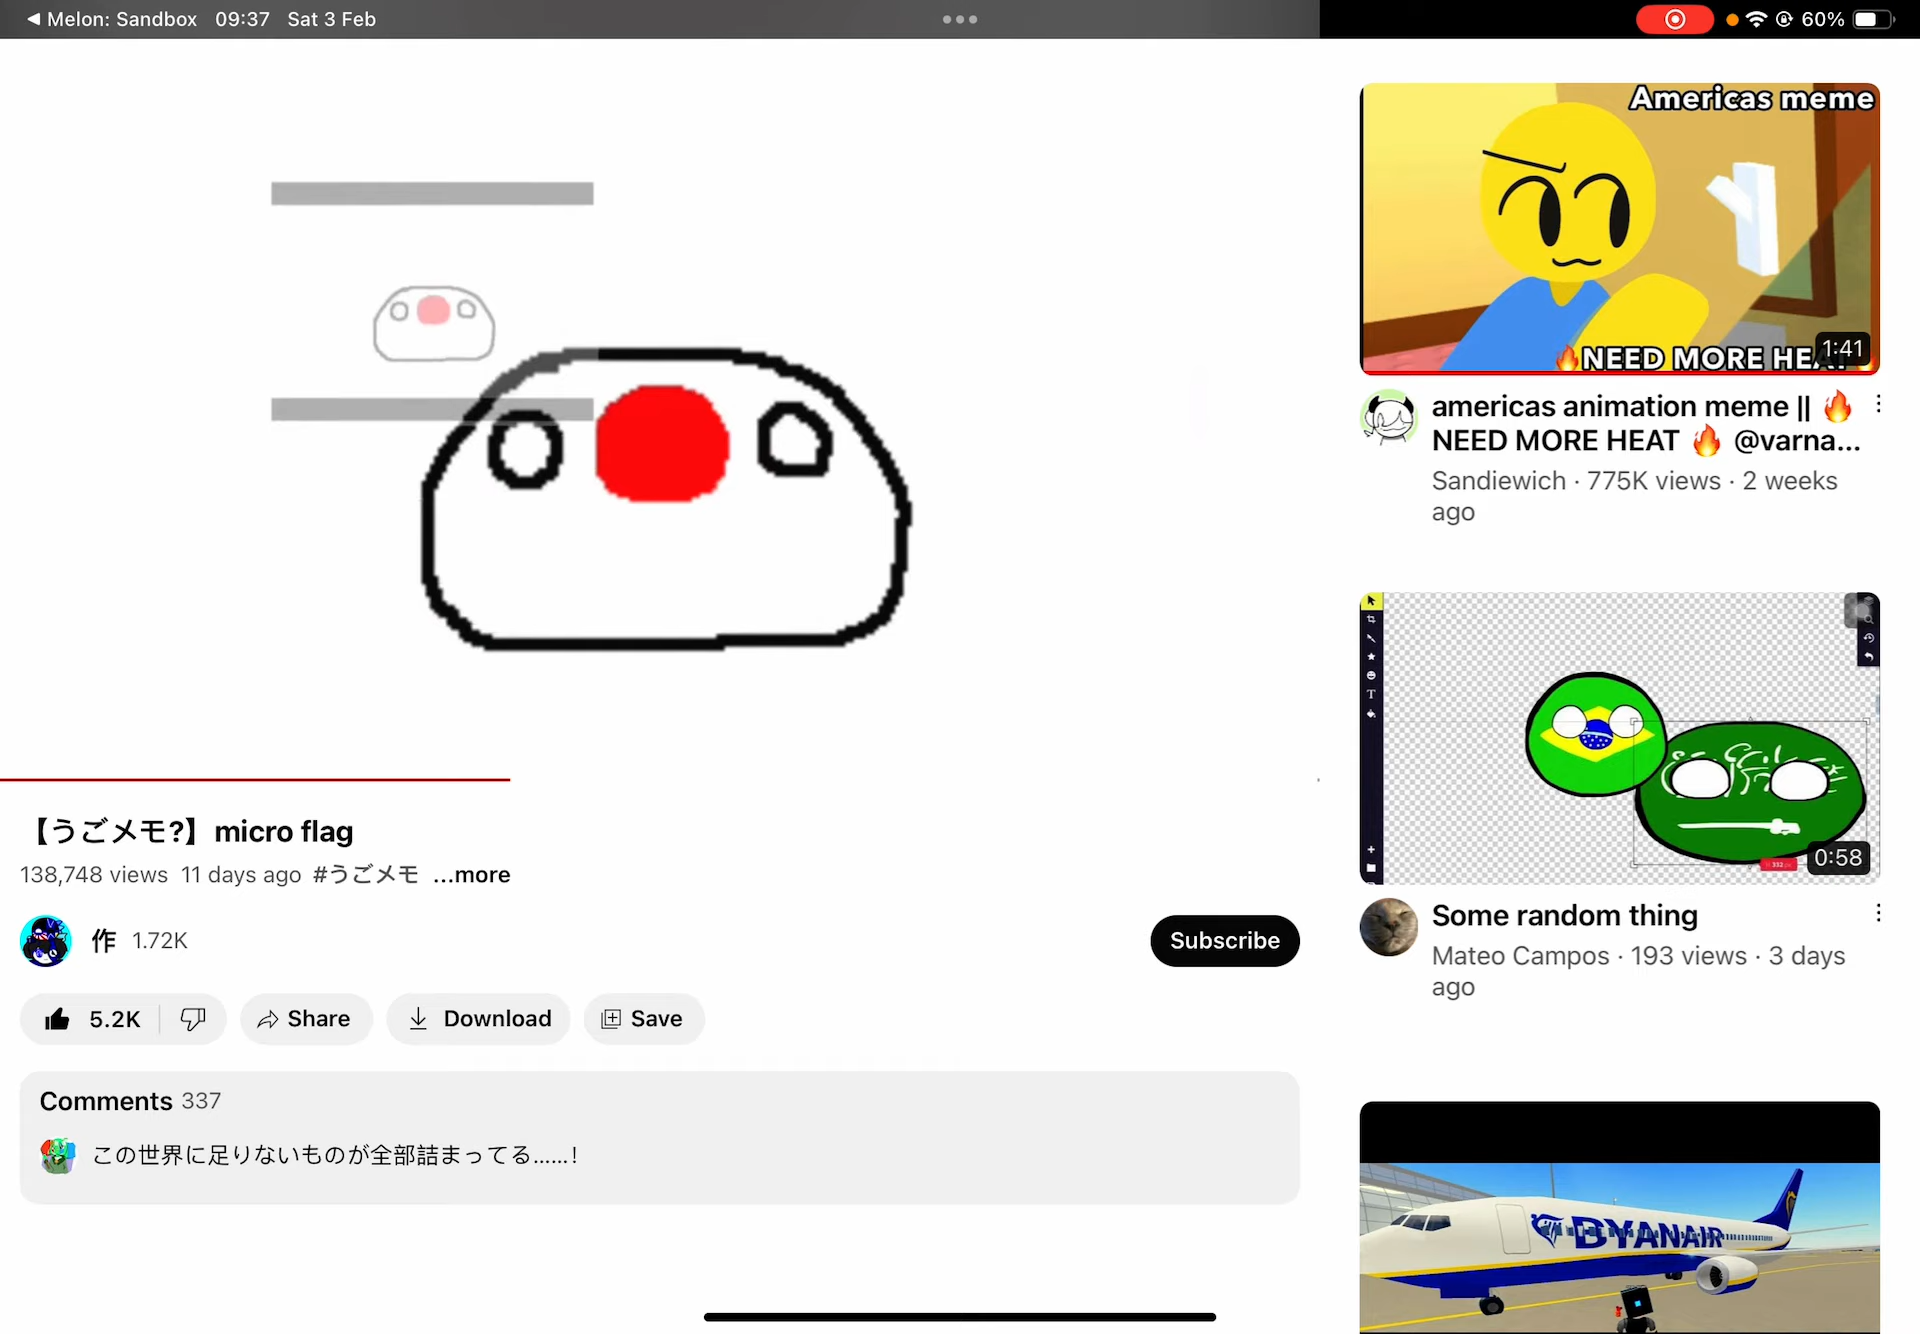 ◀ Melon: Sandbox 09:37 Sat 3 Feb
60%
【うごメモ?】micro flag
138,748 views 11 days ago #うごメモ ...more
作 1.72K
Subscribe
5.2K
Share
Download
Save
Comments 337
この世界に足りないものが全部詰まってる......!
Americas meme
🔥NEED MORE HEAT
1:41
americas animation meme || 🔥
NEED MORE HEAT 🔥 @varna...
Sandiewich · 775K views · 2 weeks
ago
T
0:58
Some random thing
Mateo Campos · 193 views · 3 days
ago
BYANAIR